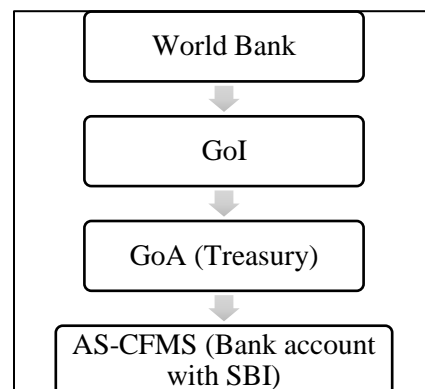 World Bank
GoI
GoA (Treasury)
AS-CFMS (Bank account
with SBI)